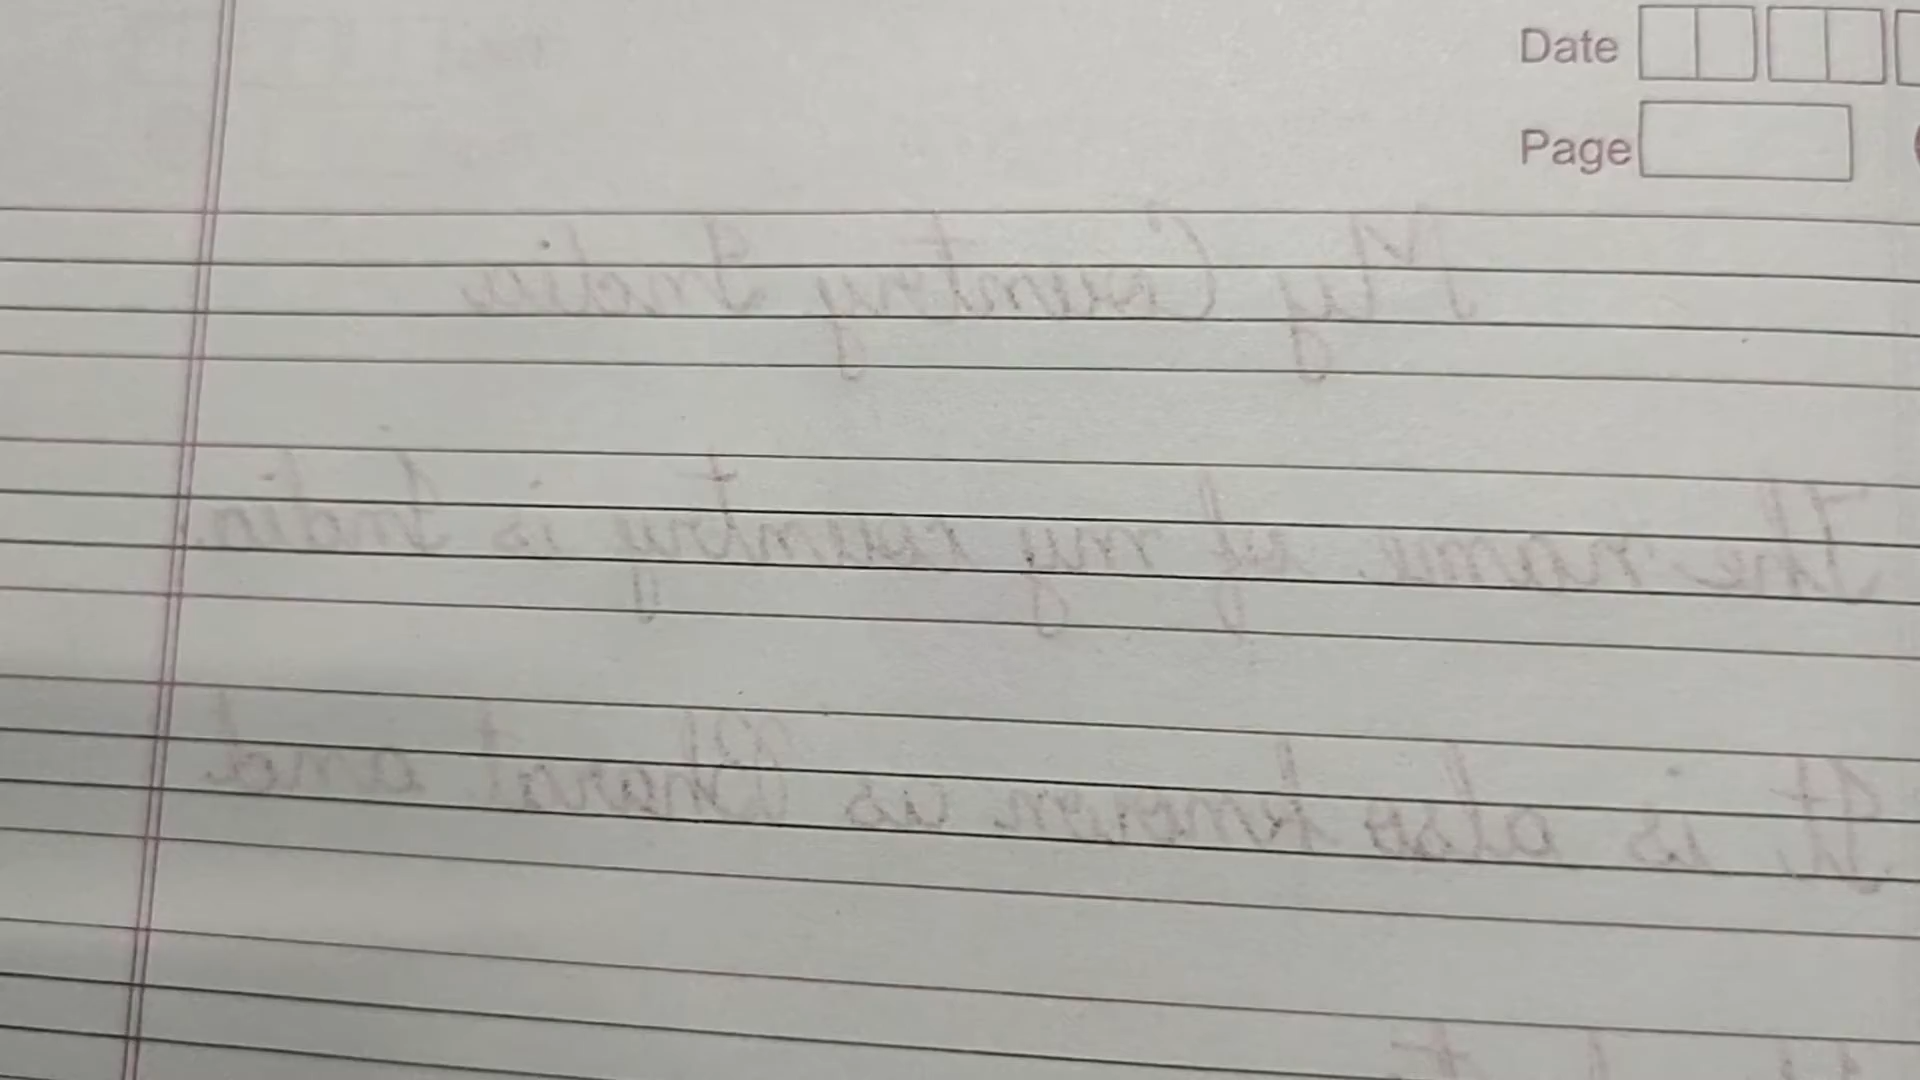 Date
Page
My Country India
The name of my country is India.
It is also known as Bharat and